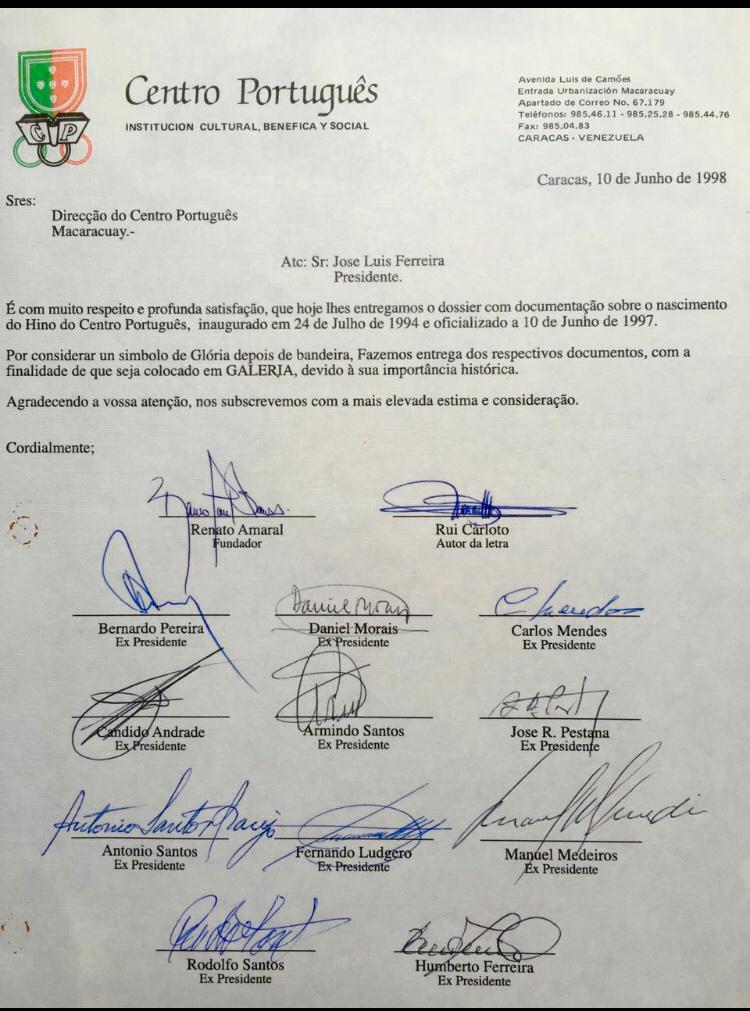 CP
Centro Português
INSTITUCION CULTURAL, BENEFICA Y SOCIAL
Avenida Luis de Camões
Entrada Urbanización Macaracuay
Apartado de Correo No. 67.179
Teléfonos: 985.46.11 - 985.25.28 - 985.44.76
Fax: 985.04.83
CARACAS - VENEZUELA
Caracas, 10 de Junho de 1998
Sres:
Direcção do Centro Português
Macaracuay.-
Atc: Sr: Jose Luis Ferreira
Presidente.
É com muito respeito e profunda satisfação, que hoje lhes entregamos o dossier com documentação sobre o nascimento
do Hino do Centro Português, inaugurado em 24 de Julho de 1994 e oficializado a 10 de Junho de 1997.
Por considerar un simbolo de Glória depois de bandeira, Fazemos entrega dos respectivos documentos, com a
finalidade de que seja colocado em GALERIA, devido à sua importância histórica.
Agradecendo a vossa atenção, nos subscrevemos com a mais elevada estima e consideração.
Cordialmente;
Renato Amaral
Fundador
Rui Carloto
Autor da letra
Daniel Morais
Bernardo Pereira
Ex Presidente
Daniel Morais
Ex Presidente
Carlos Mendes
Ex Presidente
Candido Andrade
Ex Presidente
Armindo Santos
Ex Presidente
Jose R. Pestana
Ex Presidente
Antonio Santos
Antonio Santos
Ex Presidente
Fernando Ludgero
Ex Presidente
Manuel Medeiros
Ex Presidente
Rodolfo Santos
Ex Presidente
Humberto Ferreira
Ex Presidente